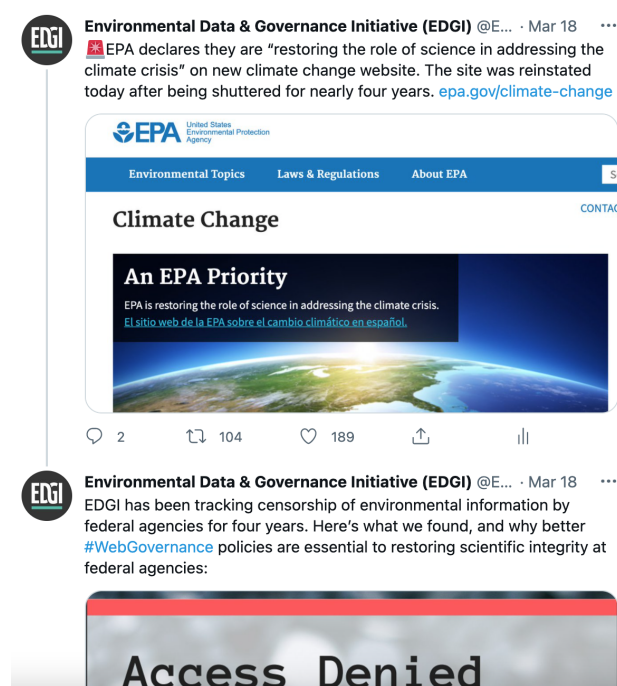 EDGI
Environmental Data & Governance Initiative (EDGI) @E... · Mar 18 ...
🚨EPA declares they are “restoring the role of science in addressing the
climate crisis” on new climate change website. The site was reinstated
today after being shuttered for nearly four years. epa.gov/climate-change
EPA
United States
Environmental Protection
Agency
Environmental Topics Laws & Regulations About EPA S
CONTAC
Climate Change
An EPA Priority
EPA is restoring the role of science in addressing the climate crisis.
El sitio web de la EPA sobre el cambio climático en español.
2 104 189
EDGI
Environmental Data & Governance Initiative (EDGI) @E... · Mar 18 ...
EDGI has been tracking censorship of environmental information by
federal agencies for four years. Here’s what we found, and why better
#WebGovernance policies are essential to restoring scientific integrity at
federal agencies:
Access Denied